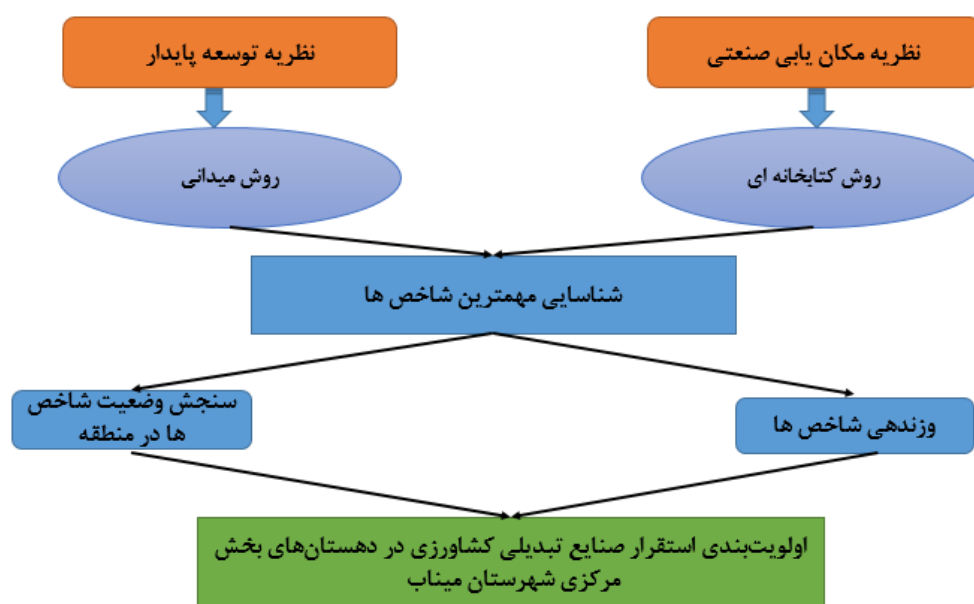 نظریه مکان یابی صنعتی
نظریه توسعه پایدار
روش کتابخانه ای
روش میدانی
شناسایی مهمترین شاخص ها
وزندهی شاخص ها
سنجش وضعیت شاخص
ها در منطقه
اولویت‌بندی استقرار صنایع تبدیلی کشاورزی در دهستان‌های بخش
مرکزی شهرستان میناب